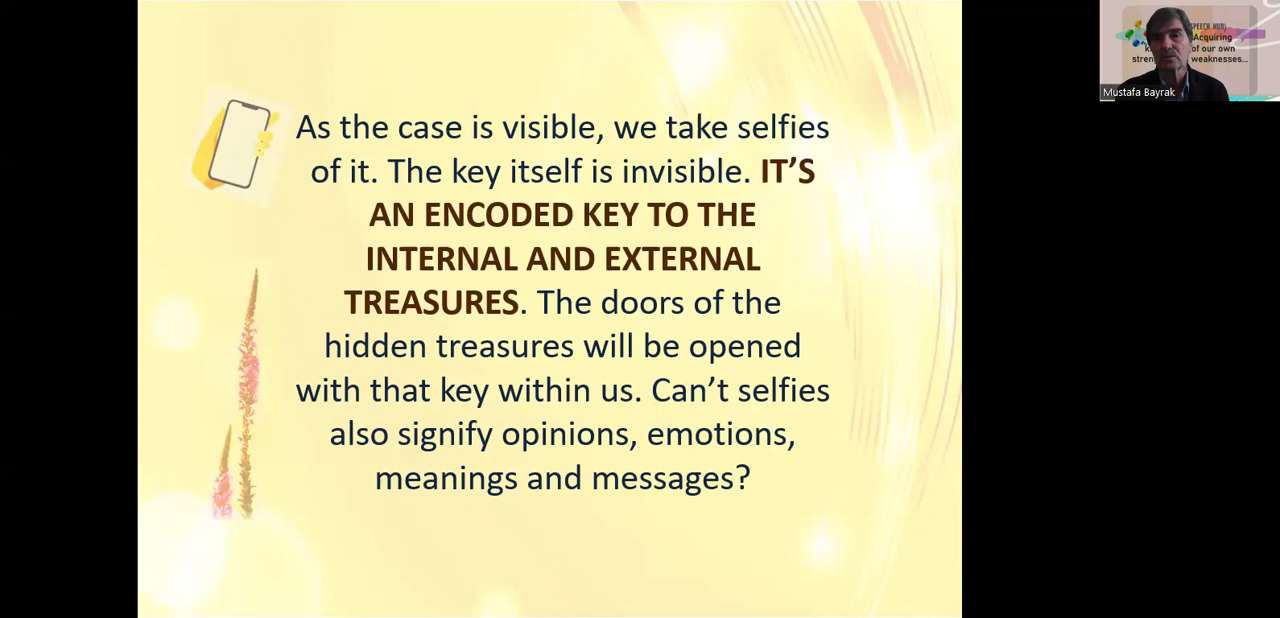 As the case is visible, we take selfies
of it. The key itself is invisible. IT’S
AN ENCODED KEY TO THE
INTERNAL AND EXTERNAL
TREASURES. The doors of the
hidden treasures will be opened
with that key within us. Can’t selfies
also signify opinions, emotions,
meanings and messages?
SPEECH HUB)
Acquiring
of our own
weaknesses...
Mustafa Bayrak